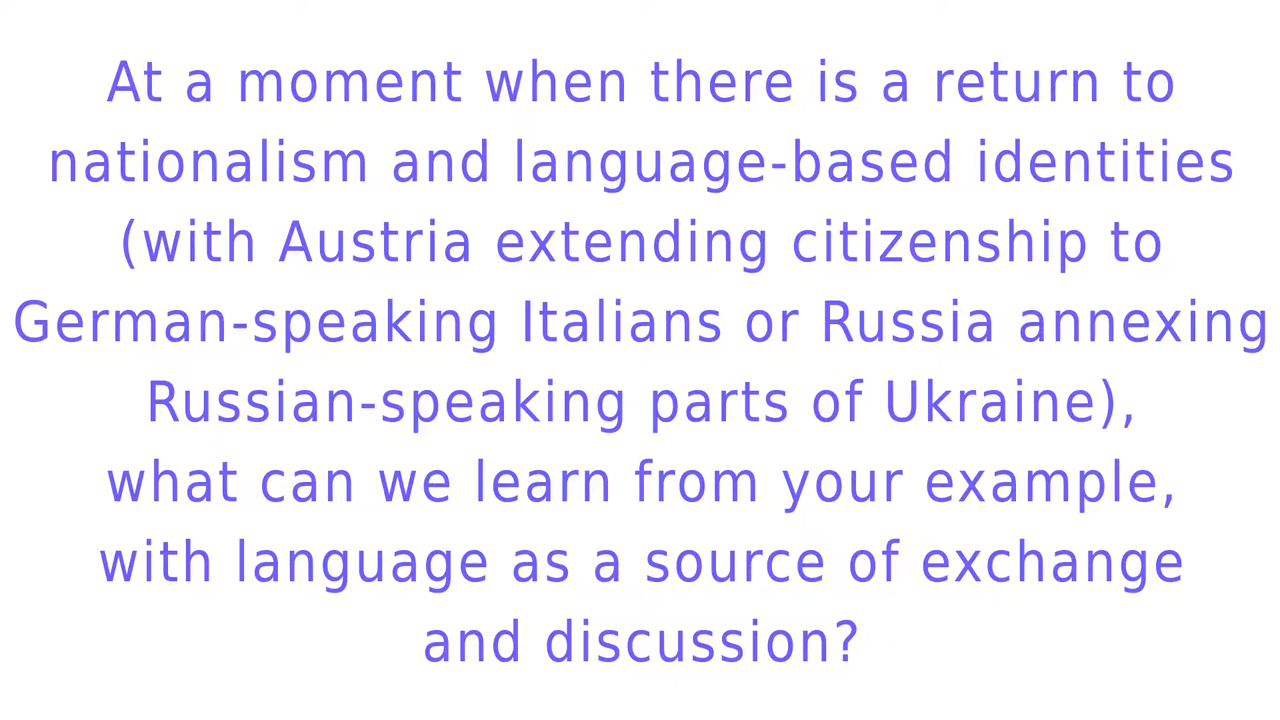 At a moment when there is a return to
nationalism and language-based identities
(with Austria extending citizenship to
German-speaking Italians or Russia annexing
Russian-speaking parts of Ukraine),
what can we learn from your example,
with language as a source of exchange
and discussion?